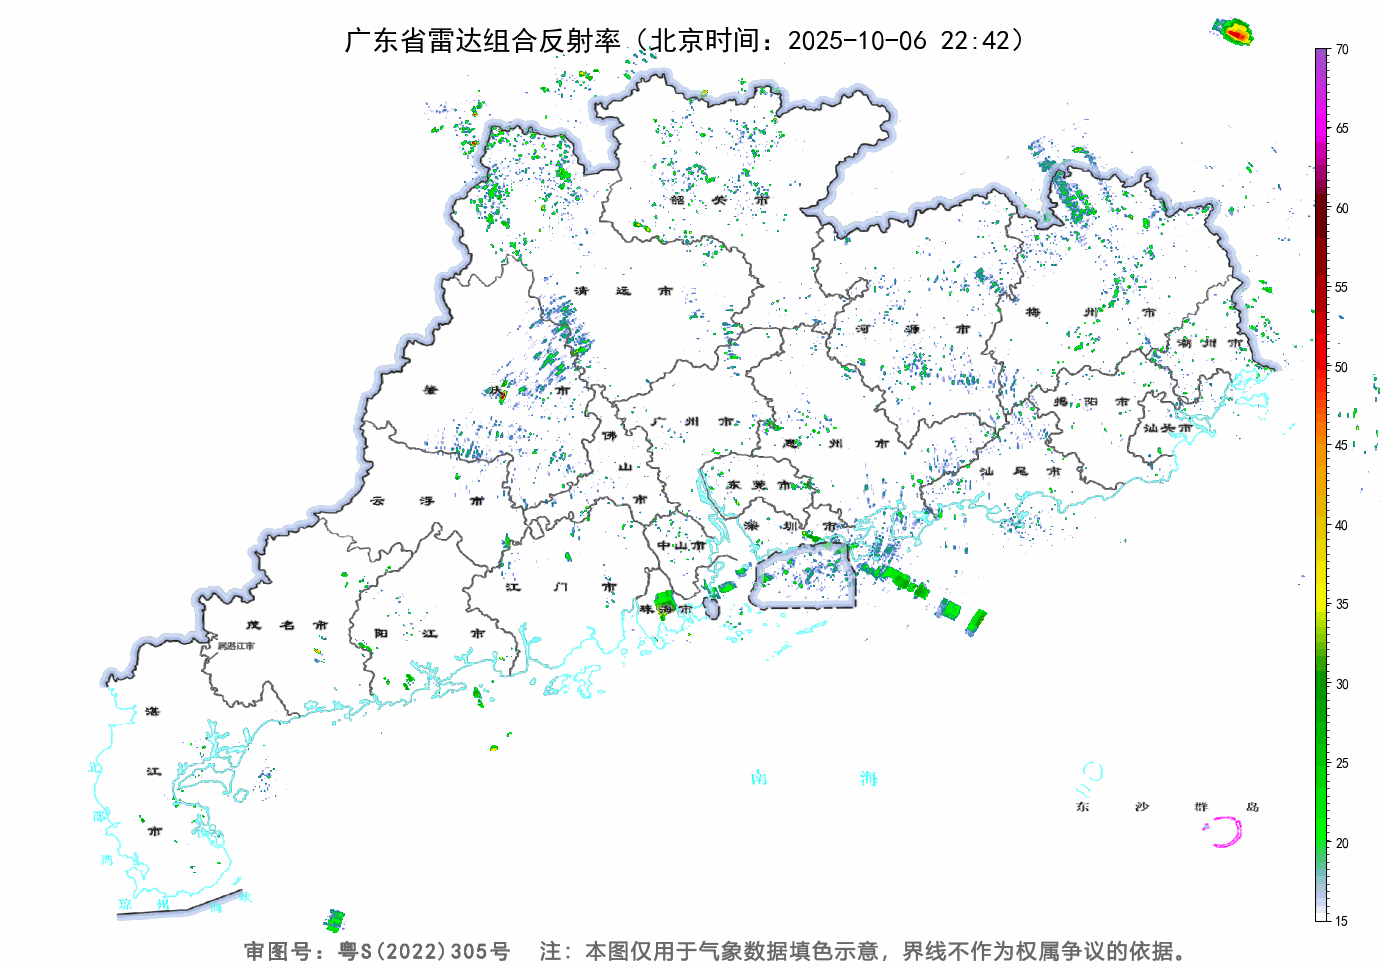 广东省雷达组合反射率（北京时间：2025-10-06 22:42）
70
65
60
55
50
45
40
35
30
25
20
15
韶 关 市
清 远 市
梅 州 市
河 源 市
潮 州 市
肇 庆 市
揭 阳 市
广 州 市
汕头市
佛 山 市
惠 州 市
汕 尾 市
东 莞 市
云 浮 市
深 圳 市
中山市
江 门 市
珠海市
茂 名 市
阳 江 市
属湛江市
湛 江 市
北 部 湾
南 海
东 沙 群 岛
琼 州 海 峡
审图号：粤S(2022)305号 注：本图仅用于气象数据填色示意，界线不作为权属争议的依据。